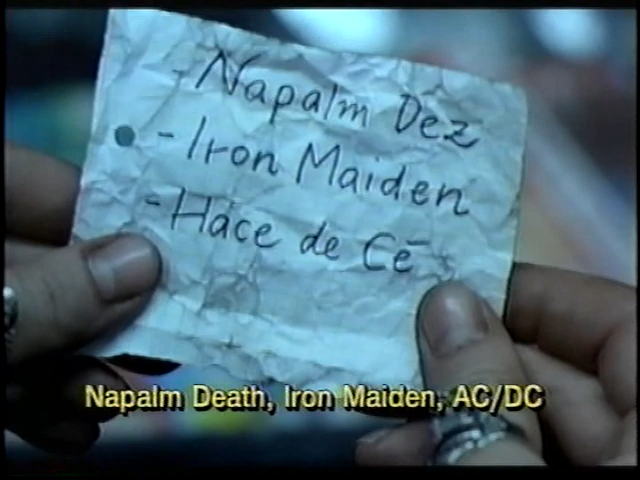 - Napalm Dez
- Iron Maiden
- Hace de Cē
Napalm Death, Iron Maiden, AC/DC